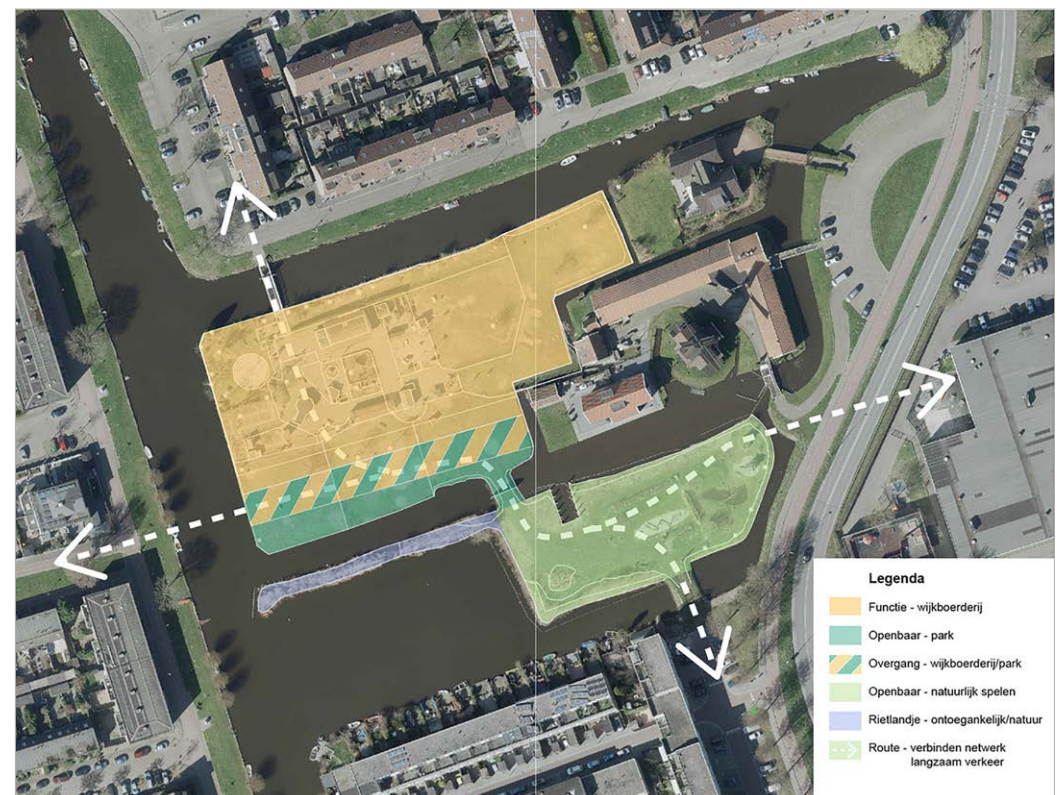 Legenda
Functie - wijkboerderij
Openbaar - park
Overgang - wijkboerderij/park
Openbaar - natuurlijk spelen
Rietlandje - ontoegankelijk/natuur
Route - verbinden netwerk
langzaam verkeer